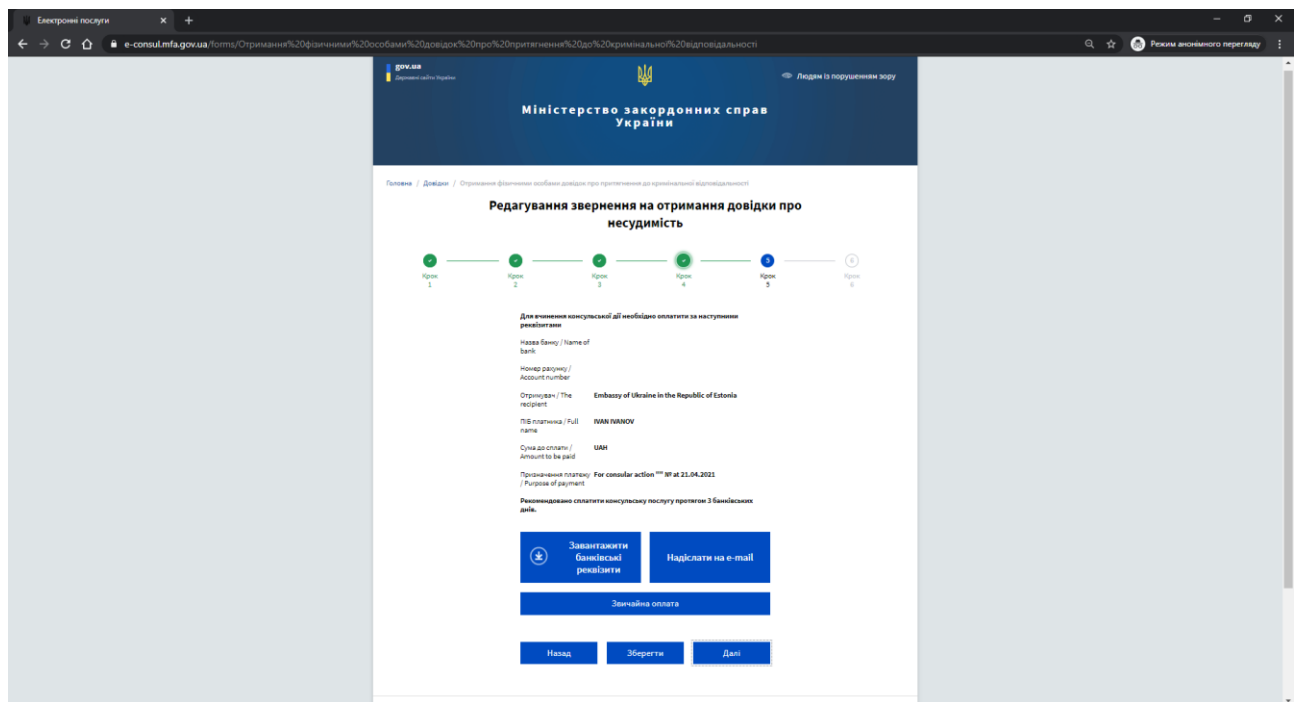 Електронні послуги
e-consul.mfa.gov.ua/forms/Отримання%20фізичними%20особами%20довідок%20про%20притягнення%20до%20кримінальної%20відповідальності
Режим анонімного перегляду
gov.ua
Державні сайти України
Людям із порушенням зору
Міністерство закордонних справ
України
Головна / Довідки / Отримання фізичними особами довідок про притягнення до кримінальної відповідальності
Редагування звернення на отримання довідки про
несудимість
5
6
Крок
1
Крок
2
Крок
3
Крок
4
Крок
5
Крок
6
Для вчинення консульської дії необхідно оплатити за наступними
реквізитами
Назва банку / Name of
bank
Номер рахунку /
Account number
Отримувач / The
recipient
Embassy of Ukraine in the Republic of Estonia
ПІБ платника / Full
name
IVAN IVANOV
Сума до сплати /
Amount to be paid
UAH
Призначення платежу
/ Purpose of payment
For consular action """ № at 21.04.2021
Рекомендовано сплатити консульську послугу протягом 3 банківських
днів.
Завантажити
банківські
реквізити
Надіслати на e-mail
Звичайна оплата
Назад
Зберегти
Далі